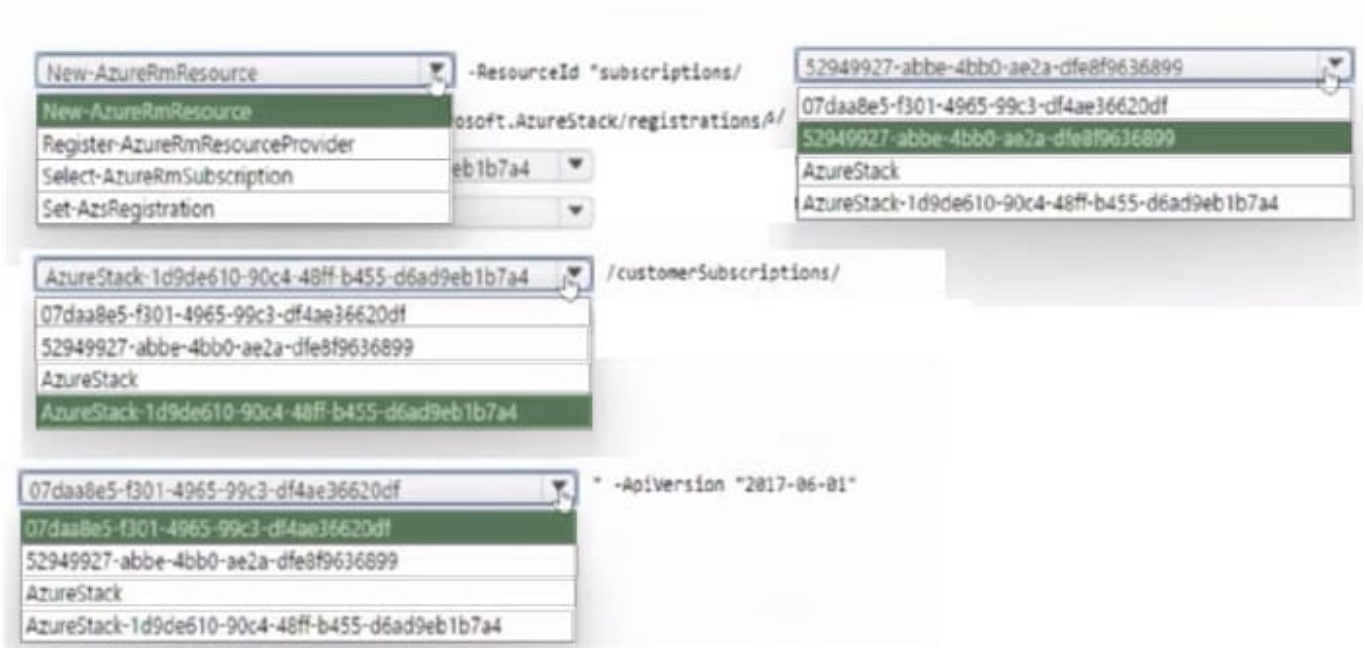 New-AzureRmResource -ResourceId "subscriptions/ 52949927-abbe-4bb0-ae2a-dfe8f9636899
New-AzureRmResource
Register-AzureRmResourceProvider
Select-AzureRmSubscription
Set-AzsRegistration
osoft.AzureStack/registrations/s/
eb1b7a4
07daa8e5-f301-4965-99c3-df4ae36620df
52949927-abbe-4bb0-ae2a-dfe8f9636899
AzureStack
AzureStack-1d9de610-90c4-48ff-b455-d6ad9eb1b7a4
AzureStack-1d9de610-90c4-48ff-b455-d6ad9eb1b7a4 /customerSubscriptions/
07daa8e5-f301-4965-99c3-df4ae36620df
52949927-abbe-4bb0-ae2a-dfe8f9636899
AzureStack
AzureStack-1d9de610-90c4-48ff-b455-d6ad9eb1b7a4
07daa8e5-f301-4965-99c3-df4ae36620df " -ApiVersion "2017-06-01"
07daa8e5-f301-4965-99c3-df4ae36620df
52949927-abbe-4bb0-ae2a-dfe8f9636899
AzureStack
AzureStack-1d9de610-90c4-48ff-b455-d6ad9eb1b7a4